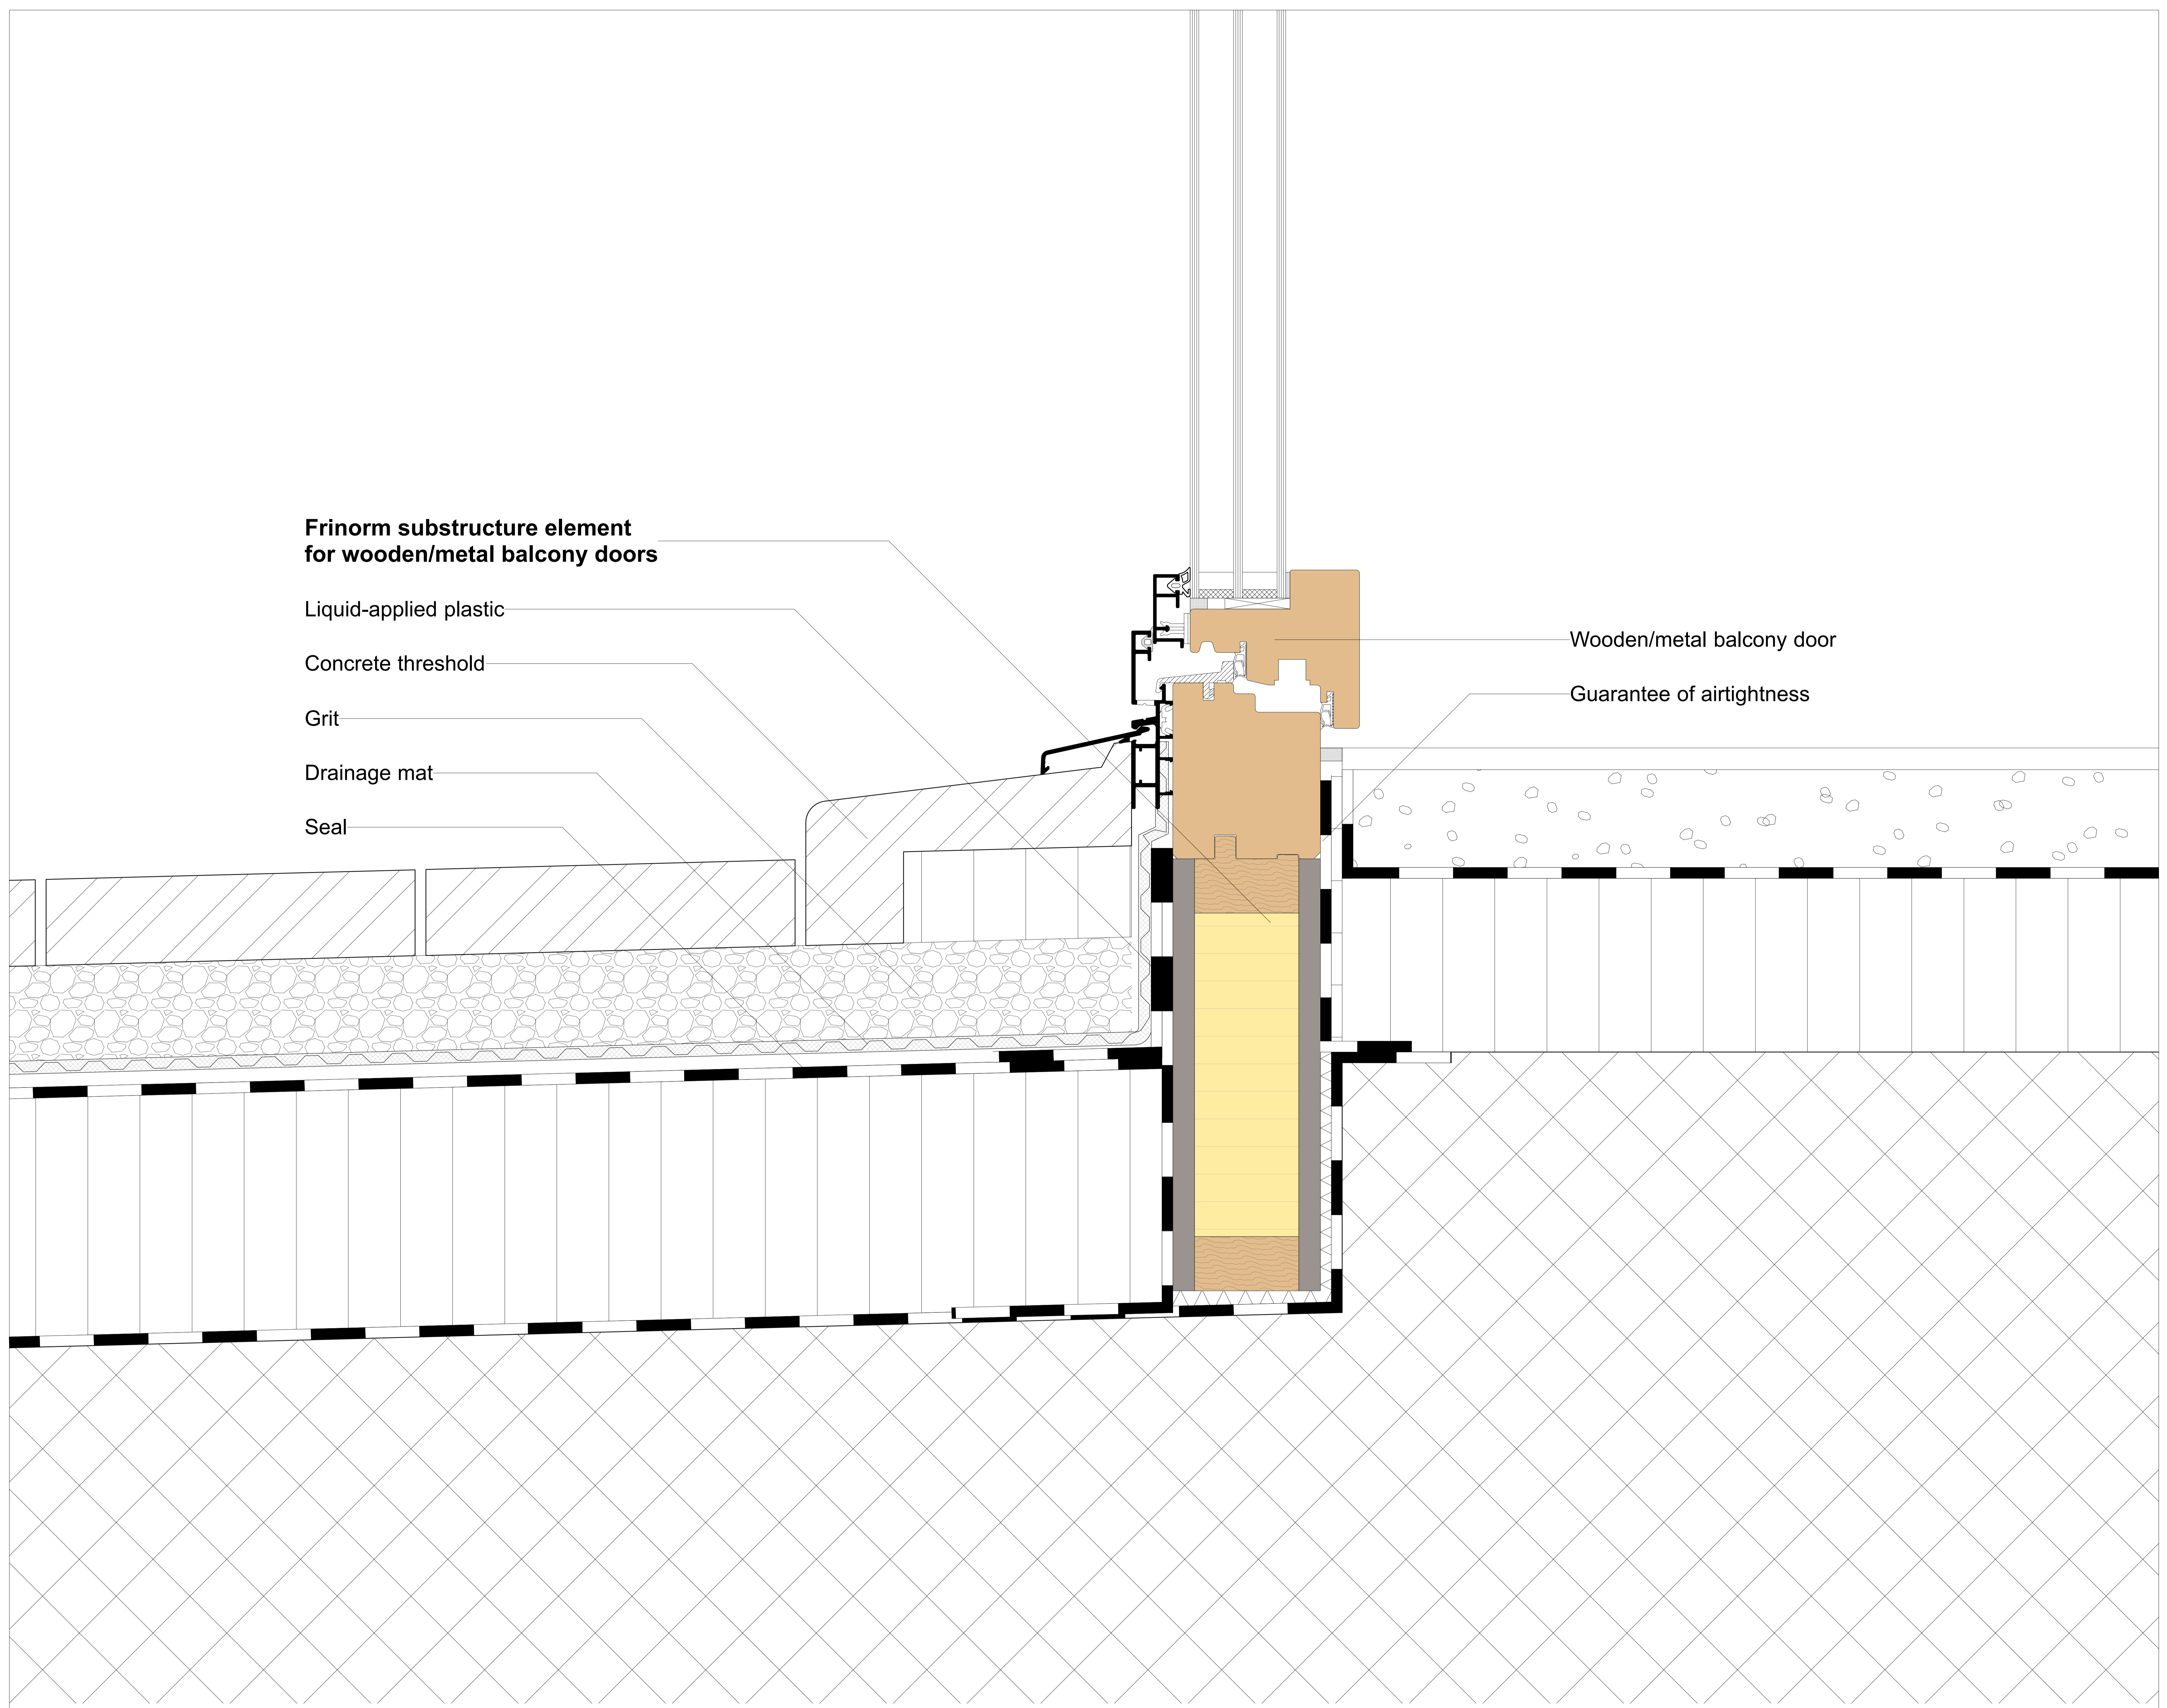 Frinorm substructure element
for wooden/metal balcony doors
Liquid-applied plastic
Concrete threshold
Grit
Drainage mat
Seal
Wooden/metal balcony door
Guarantee of airtightness